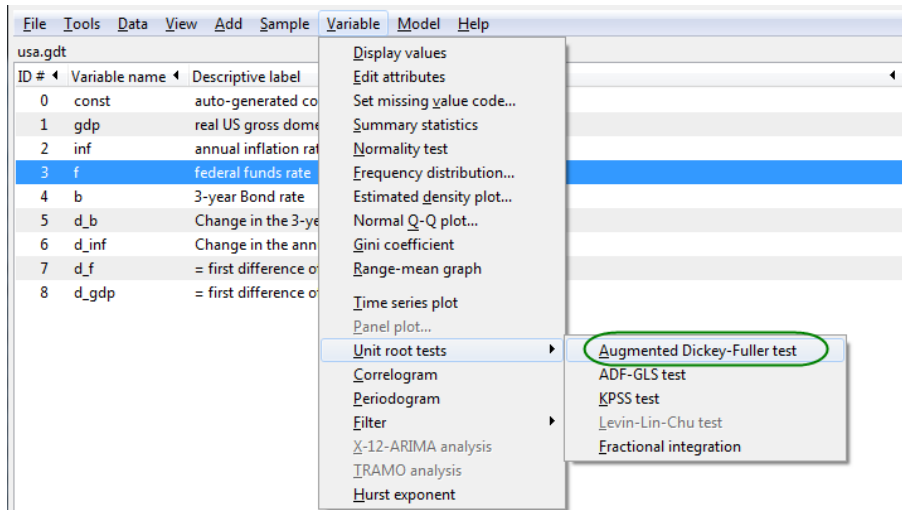 File Tools Data View Add Sample Variable Model Help
usa.gdt
ID # Variable name Descriptive label
0 const auto-generated co
1 gdp real US gross dome
2 inf annual inflation rat
3 f federal funds rate
4 b 3-year Bond rate
5 d_b Change in the 3-ye
6 d_inf Change in the ann
7 d_f = first difference o
8 d_gdp = first difference o
Display values
Edit attributes
Set missing value code...
Summary statistics
Normality test
Frequency distribution...
Estimated density plot...
Normal Q-Q plot...
Gini coefficient
Range-mean graph
Time series plot
Panel plot...
Unit root tests
Correlogram
Periodogram
Filter
X-12-ARIMA analysis
TRAMO analysis
Hurst exponent
Augmented Dickey-Fuller test
ADF-GLS test
KPSS test
Levin-Lin-Chu test
Fractional integration